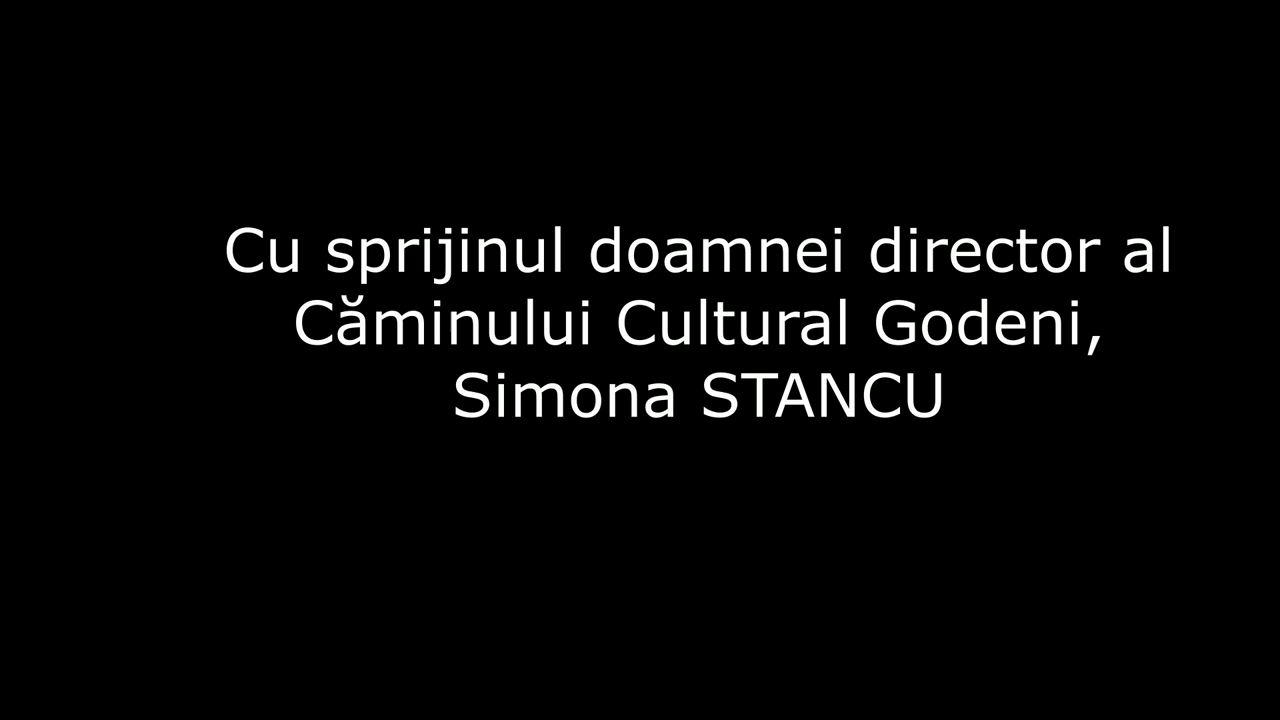 Cu sprijinul doamnei director al
Căminului Cultural Godeni,
Simona STANCU